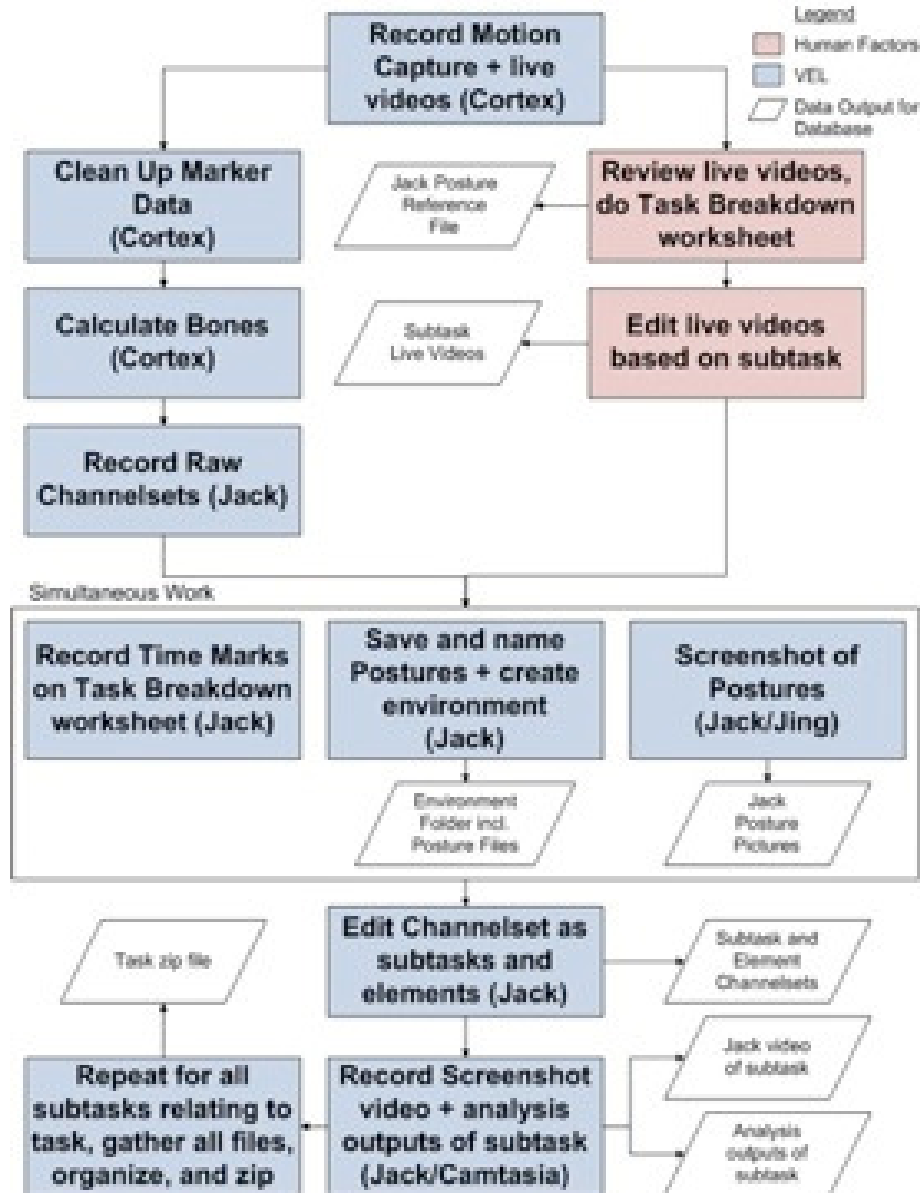 Legend
Human Factors
VEL
Data Output for
Database
Record Motion
Capture + live
videos (Cortex)
Clean Up Marker
Data
(Cortex)
Jack Posture
Reference
File
Review live videos,
do Task Breakdown
worksheet
Calculate Bones
(Cortex)
Subtask
Live Videos
Edit live videos
based on subtask
Record Raw
Channelsets (Jack)
Simultaneous Work
Record Time Marks
on Task Breakdown
worksheet (Jack)
Save and name
Postures + create
environment
(Jack)
Screenshot of
Postures
(Jack/Jing)
Environment
Folder incl.
Posture Files
Jack
Posture
Pictures
Task zip file
Edit Channelset as
subtasks and
elements (Jack)
Subtask and
Element
Channelsets
Repeat for all
subtasks relating to
task, gather all files,
organize, and zip
Record Screenshot
video + analysis
outputs of subtask
(Jack/Camtasia)
Jack video
of subtask
Analysis
outputs of
subtask